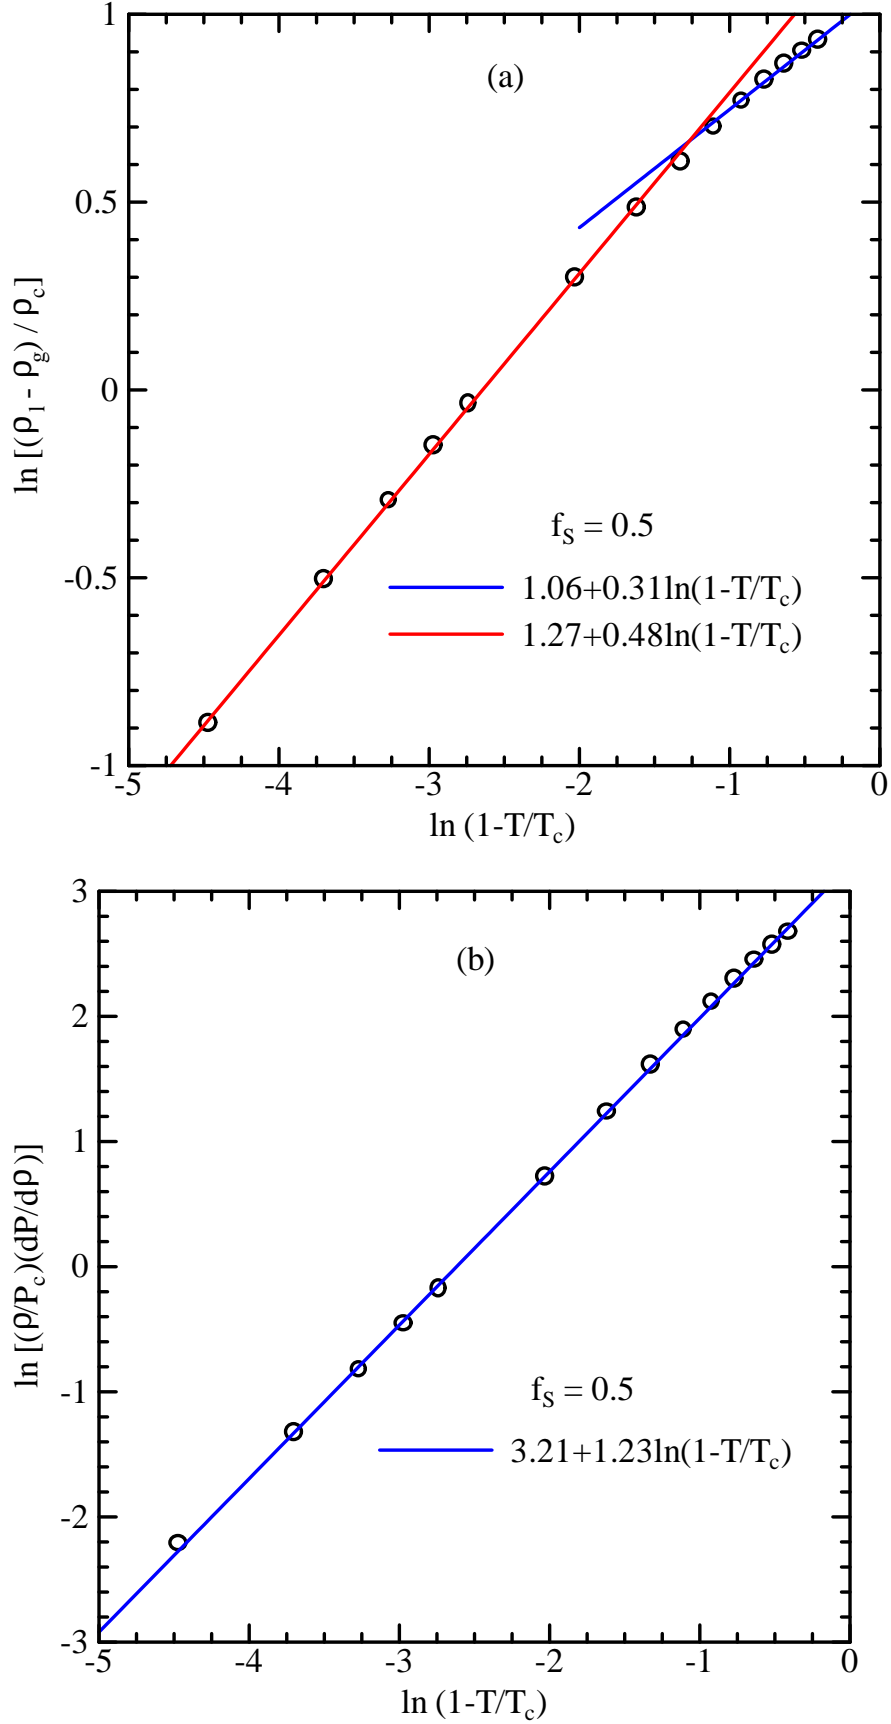 (a)
1
0.5
0
-0.5
-1
ln [(ρ_l - ρ_g) / ρ_c]
f_S = 0.5
1.06+0.31ln(1-T/T_c)
1.27+0.48ln(1-T/T_c)
-5 -4 -3 -2 -1 0
ln (1-T/T_c)
(b)
3
2
1
0
-1
-2
-3
ln [(ρ/P_c)(dP/dρ)]
f_S = 0.5
3.21+1.23ln(1-T/T_c)
-5 -4 -3 -2 -1 0
ln (1-T/T_c)